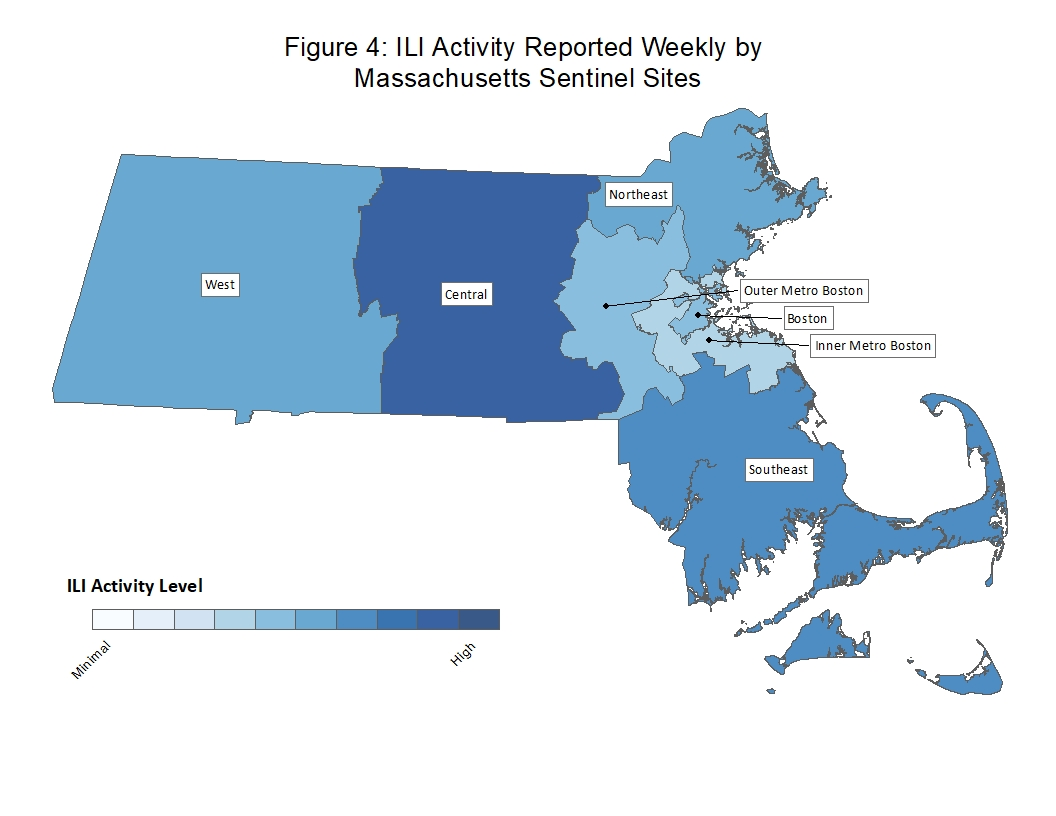 Figure 4: ILI Activity Reported Weekly by
Massachusetts Sentinel Sites
Northeast
West
Central
Outer Metro Boston
Boston
Inner Metro Boston
Southeast
ILI Activity Level
Minimal
High